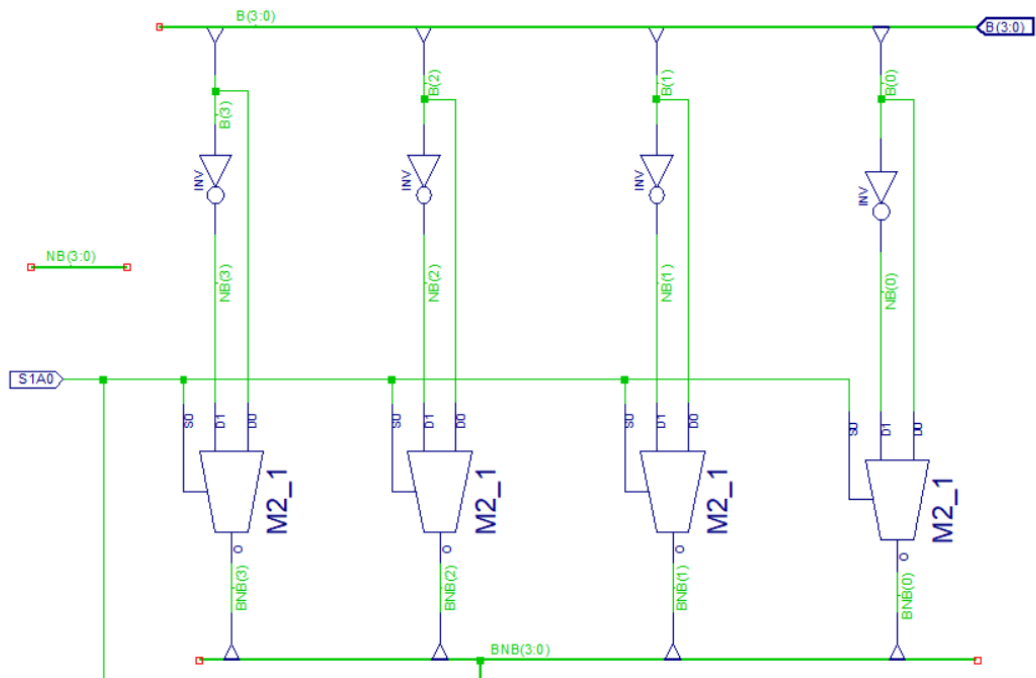 B(3:0)
B(3:0)
B(3)
B(2)
B(1)
B(0)
B(3)
INV
INV
INV
INV
NB(3:0)
NB(3)
NB(2)
NB(1)
NB(0)
S1A0
S0
D1
D0
S0
D1
D0
S0
D1
D0
S0
D1
D0
M2_1
M2_1
M2_1
M2_1
O
O
O
O
BNB(3)
BNB(2)
BNB(1)
BNB(0)
BNB(3:0)